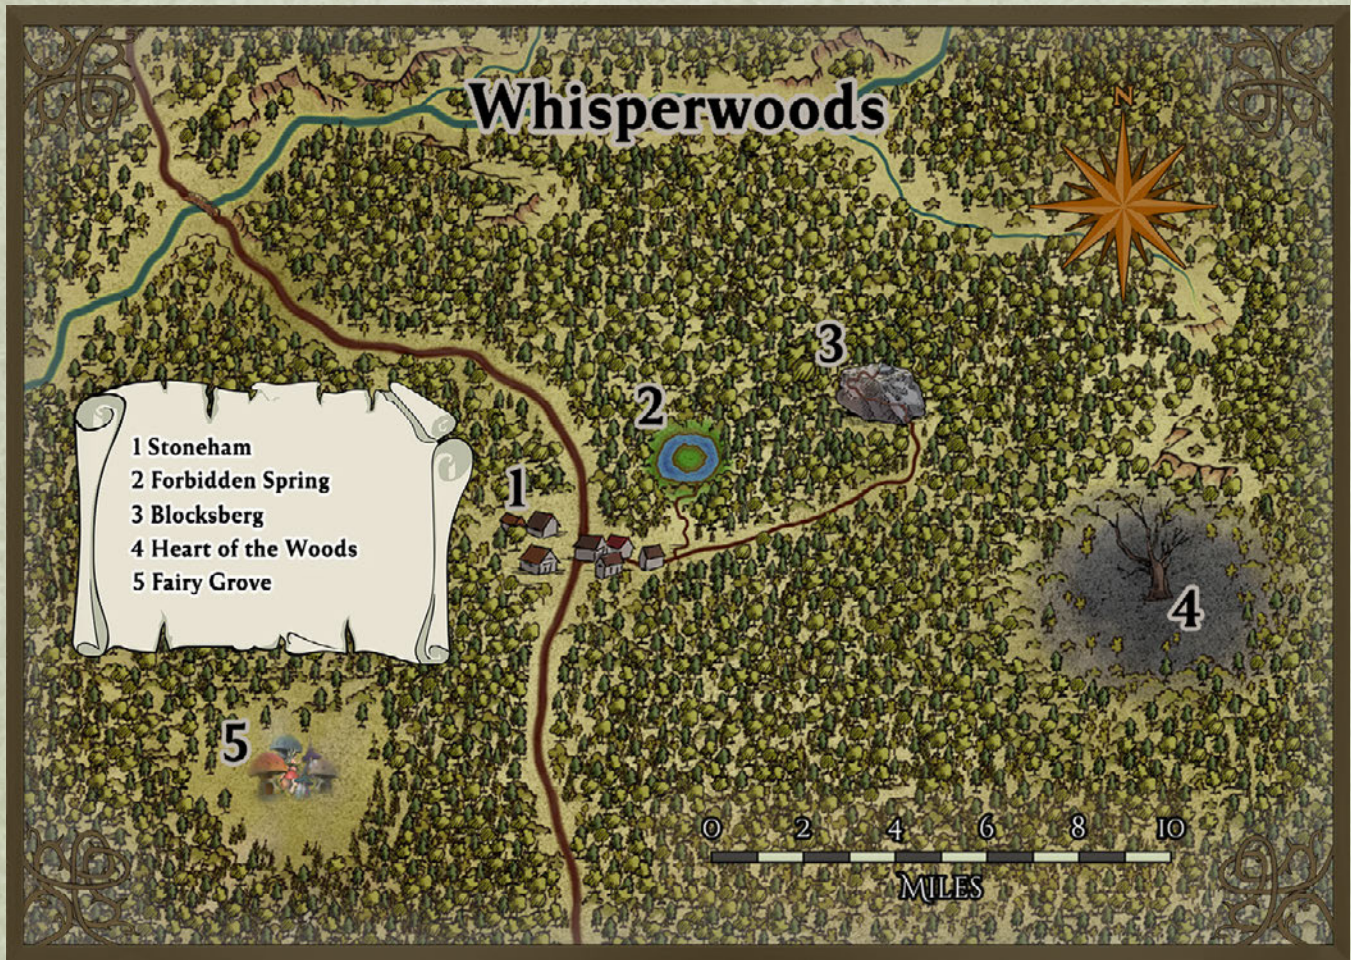 Whisperwoods
N
3
2
1 Stoneham
2 Forbidden Spring
3 Blocksberg
4 Heart of the Woods
5 Fairy Grove
1
4
5
0 2 4 6 8 10
MILES